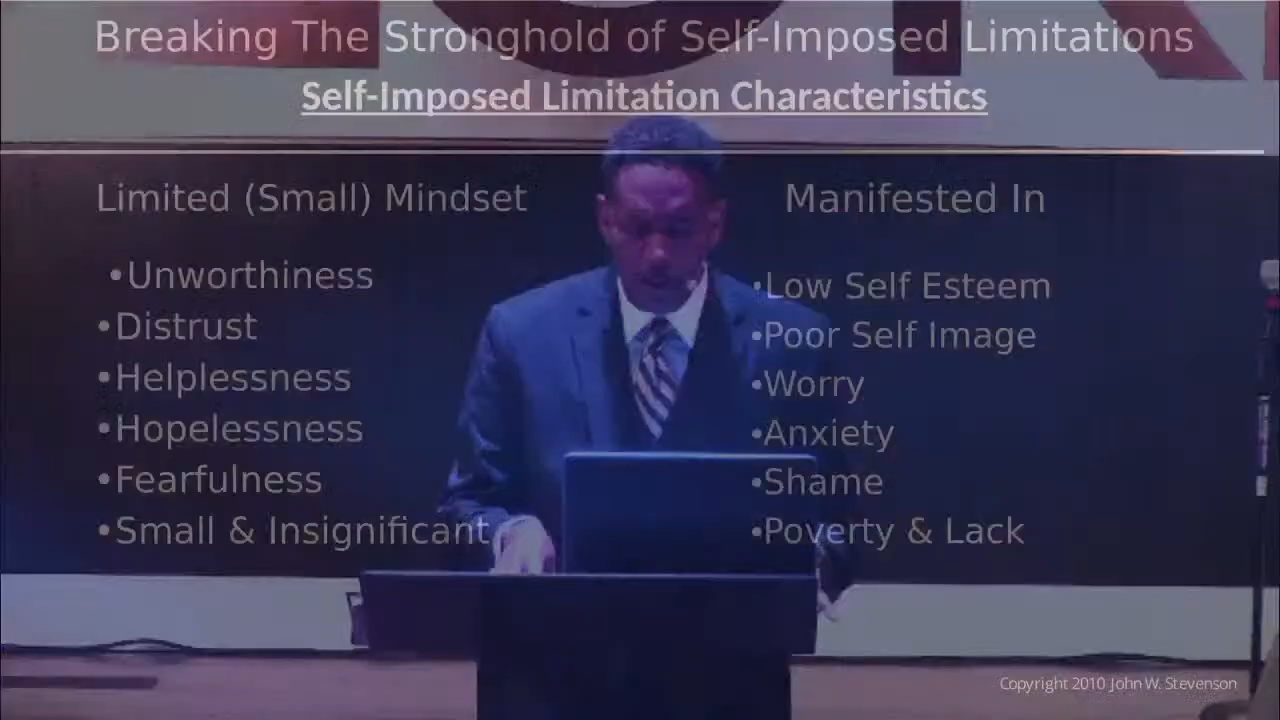 Breaking The Stronghold of Self-Imposed Limitations
Self-Imposed Limitation Characteristics
Limited (Small) Mindset
•Unworthiness
•Distrust
•Helplessness
•Hopelessness
•Fearfulness
•Small & Insignificant
Manifested In
•Low Self Esteem
•Poor Self Image
•Worry
•Anxiety
•Shame
•Poverty & Lack
Copyright 2010 John W. Stevenson